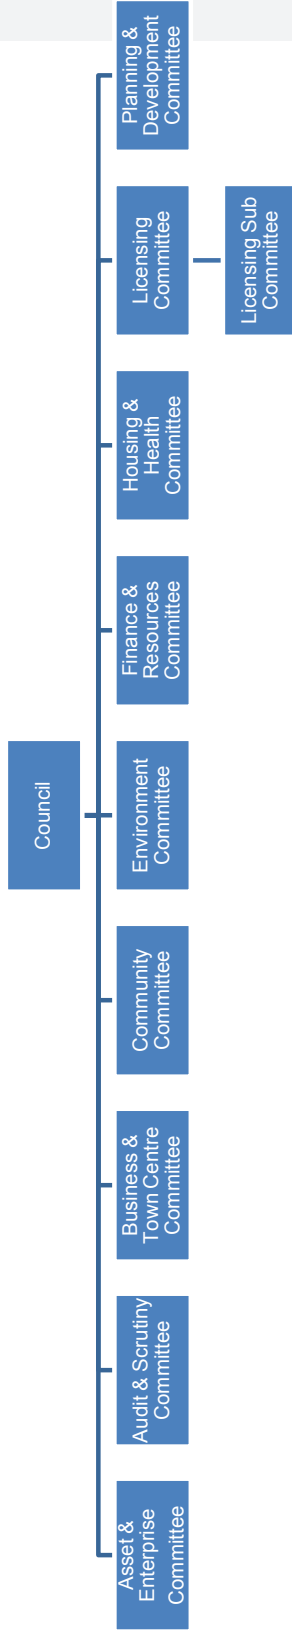 Council
Asset &
Enterprise
Committee
Audit & Scrutiny
Committee
Business &
Town Centre
Committee
Community
Committee
Environment
Committee
Finance &
Resources
Committee
Housing &
Health
Committee
Licensing
Committee
Planning &
Development
Committee
Licensing Sub
Committee